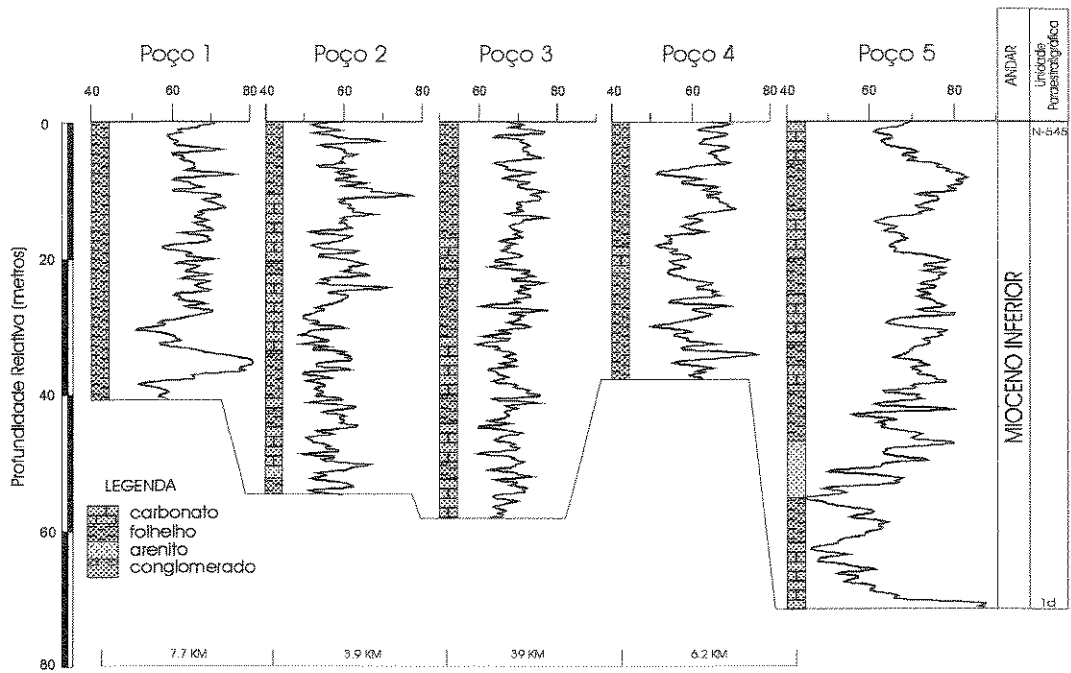 Poço 1
Poço 2
Poço 3
Poço 4
Poço 5
ANDAR
Unidade
Paraestratigráfica
40 60 80
40 60 80
40 60 80
40 60 80
40 60 80
Profundidade Relativa (metros)
0
20
40
60
80
N-545
MIOCENO INFERIOR
1d
LEGENDA
carbonato
folhelho
arenito
conglomerado
7.7 KM
3.9 KM
39 KM
6.2 KM